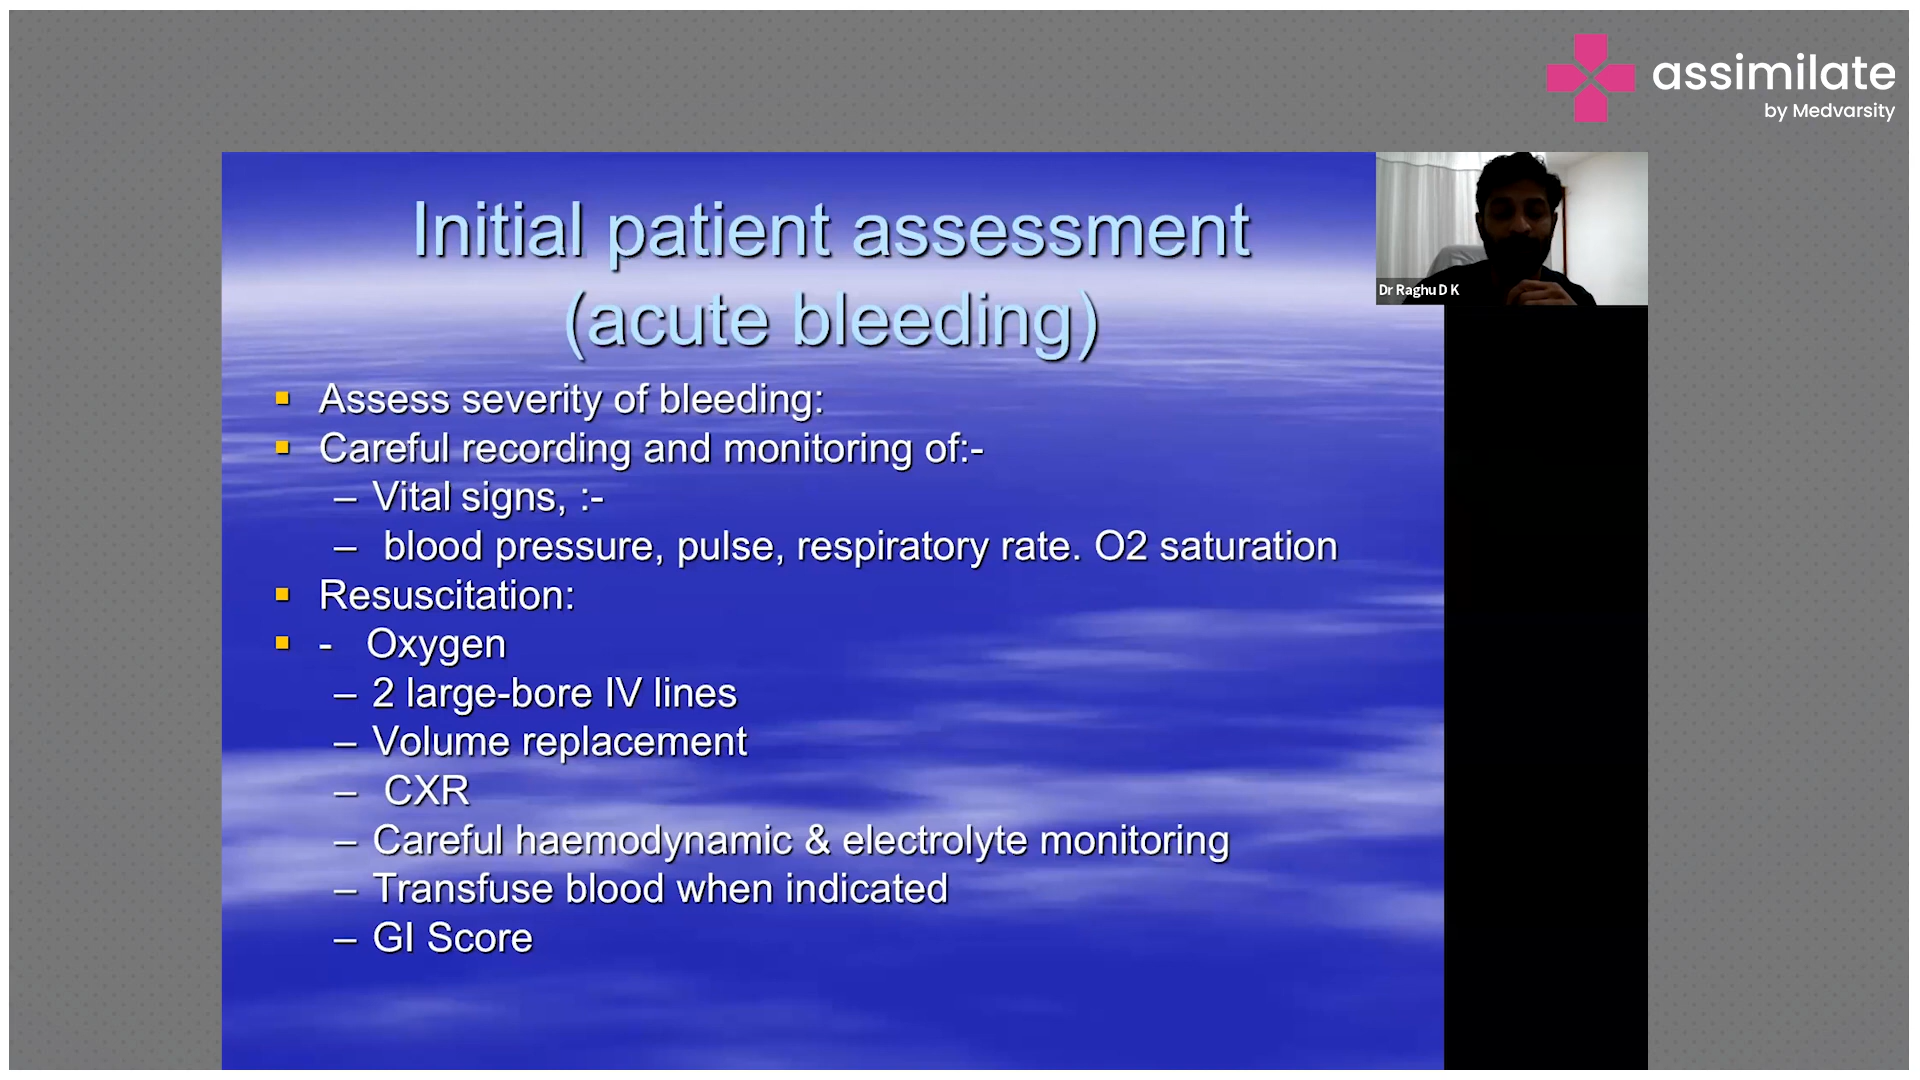 assimilate
by Medvarsity
Initial patient assessment
(acute bleeding)
Dr Raghu D K
Assess severity of bleeding:
Careful recording and monitoring of:-
– Vital signs, :-
– blood pressure, pulse, respiratory rate. O2 saturation
Resuscitation:
- Oxygen
– 2 large-bore IV lines
– Volume replacement
– CXR
– Careful haemodynamic & electrolyte monitoring
– Transfuse blood when indicated
– GI Score